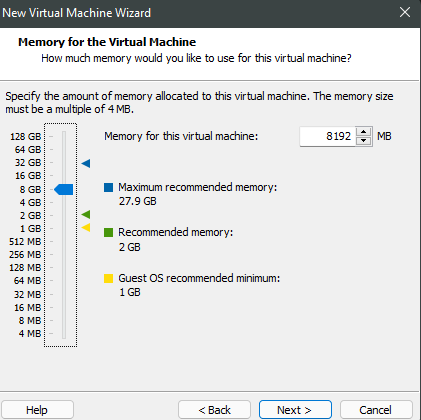 New Virtual Machine Wizard
Memory for the Virtual Machine
How much memory would you like to use for this virtual machine?
Specify the amount of memory allocated to this virtual machine. The memory size
must be a multiple of 4 MB.
128 GB
64 GB
32 GB
16 GB
8 GB
4 GB
2 GB
1 GB
512 MB
256 MB
128 MB
64 MB
32 MB
16 MB
8 MB
4 MB
Memory for this virtual machine: 8192 MB
Maximum recommended memory:
27.9 GB
Recommended memory:
2 GB
Guest OS recommended minimum:
1 GB
Help < Back Next > Cancel